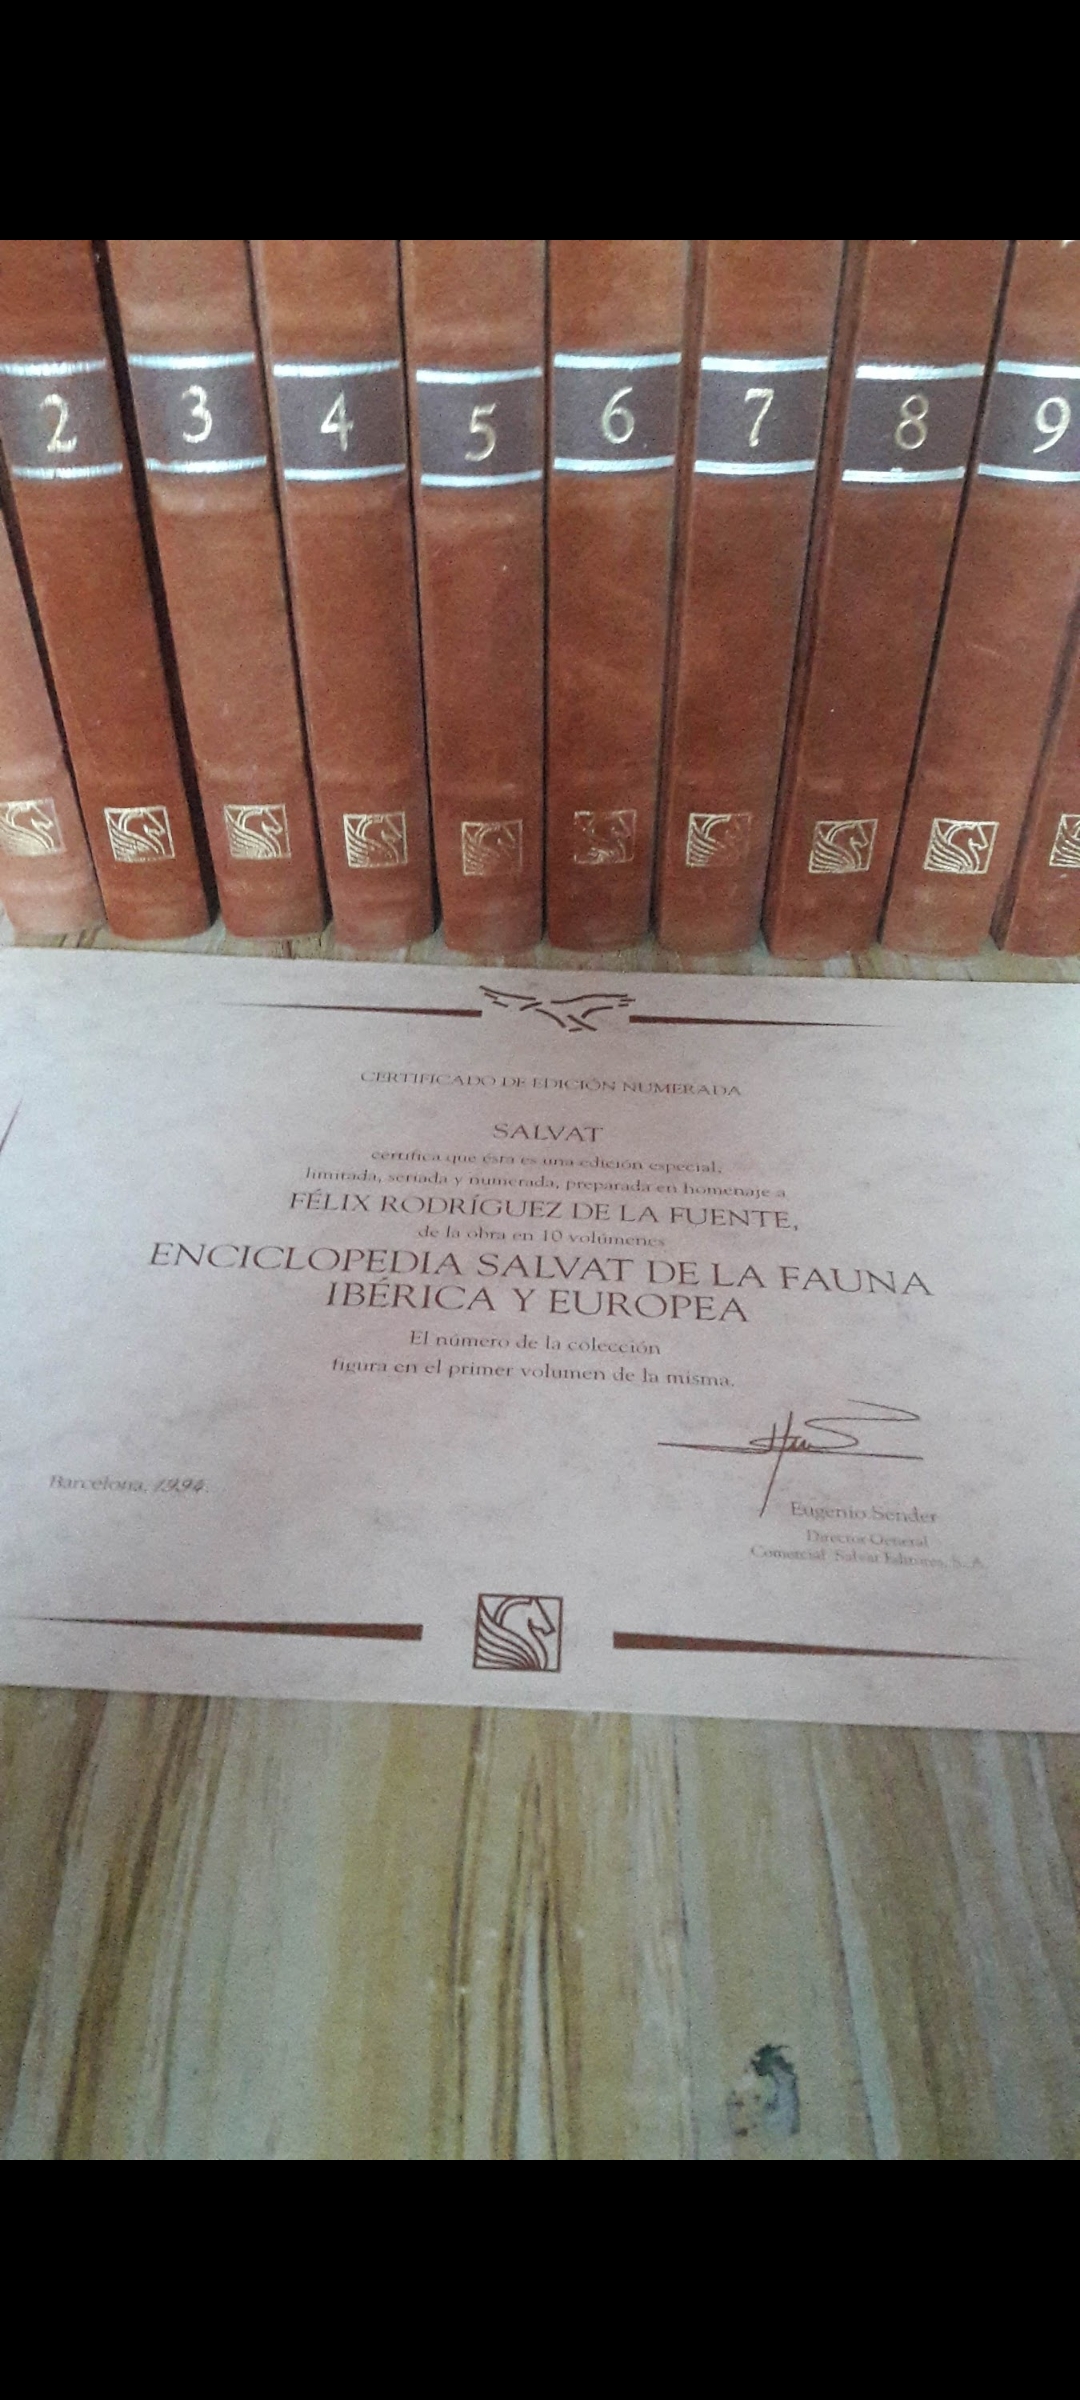 2 3 4 5 6 7 8 9
CERTIFICADO DE EDICIÓN NUMERADA
SALVAT
certifica que ésta es una edición especial,
limitada, seriada y numerada, preparada en homenaje a
FÉLIX RODRÍGUEZ DE LA FUENTE,
de la obra en 10 volúmenes
ENCICLOPEDIA SALVAT DE LA FAUNA
IBÉRICA Y EUROPEA
El número de la colección
figura en el primer volumen de la misma.
Barcelona, 1994.
Eugenio Sender
Director General
Comercial Salvat Editores, S. A.